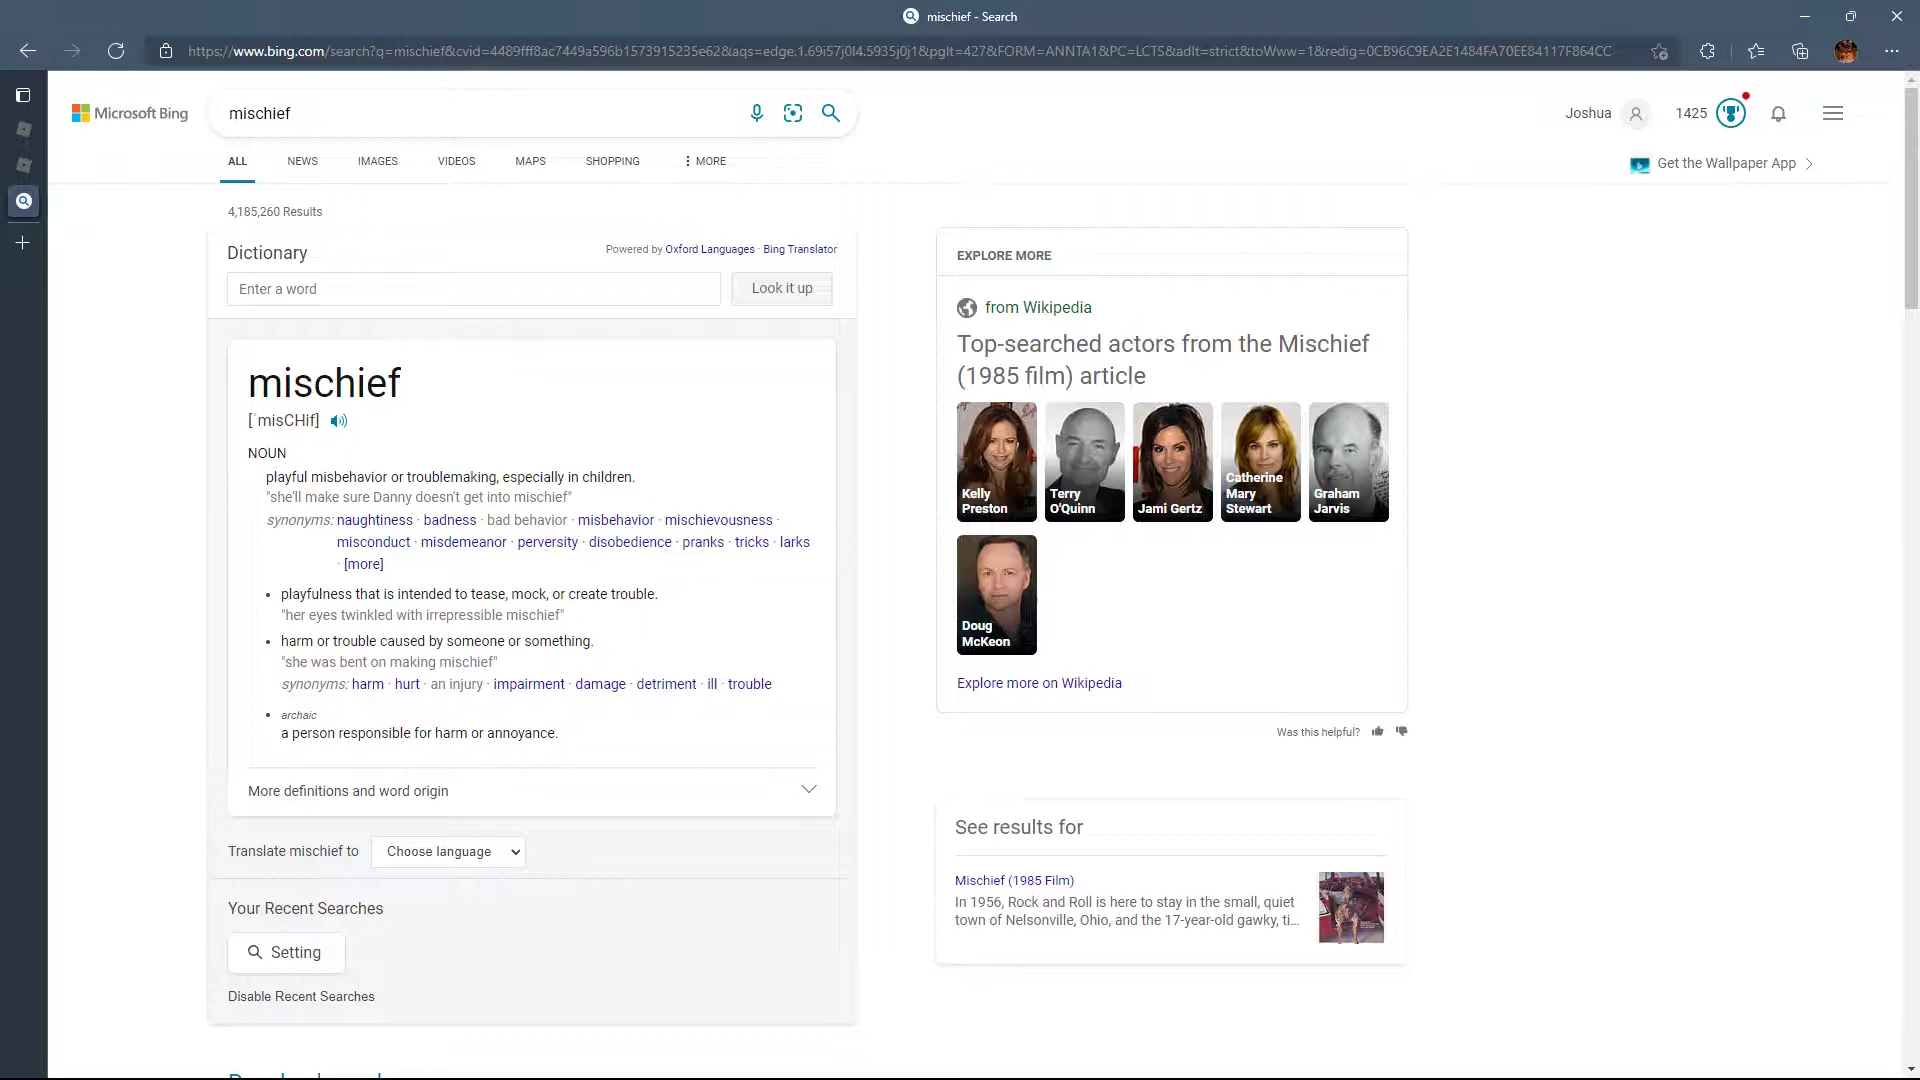 mischief - Search
https://www.bing.com/search?q=mischief&cvid=4489fff8ac7449a596b1573915235e62&aqs=edge.1.69i57j0l4.5935j0j1&pglt=427&FORM=ANNTA1&PC=LCTS&adlt=strict&toWww=1&redig=0CB96C9EA2E1484FA70EE84117F864CC
Microsoft Bing
mischief
Joshua
1425
ALL
NEWS
IMAGES
VIDEOS
MAPS
SHOPPING
MORE
Get the Wallpaper App
4,185,260 Results
Dictionary
Powered by Oxford Languages · Bing Translator
Enter a word
Look it up
mischief
[ˈmisCHif]
NOUN
playful misbehavior or troublemaking, especially in children.
"she'll make sure Danny doesn't get into mischief"
synonyms: naughtiness · badness · bad behavior · misbehavior · mischievousness ·
misconduct · misdemeanor · perversity · disobedience · pranks · tricks · larks
· [more]
• playfulness that is intended to tease, mock, or create trouble.
"her eyes twinkled with irrepressible mischief"
• harm or trouble caused by someone or something.
"she was bent on making mischief"
synonyms: harm · hurt · an injury · impairment · damage · detriment · ill · trouble
• archaic
a person responsible for harm or annoyance.
More definitions and word origin
Translate mischief to
Choose language
Your Recent Searches
Setting
Disable Recent Searches
EXPLORE MORE
from Wikipedia
Top-searched actors from the Mischief
(1985 film) article
Kelly
Preston
Terry
O'Quinn
Jami Gertz
Catherine
Mary
Stewart
Graham
Jarvis
Doug
McKeon
Explore more on Wikipedia
Was this helpful?
See results for
Mischief (1985 Film)
In 1956, Rock and Roll is here to stay in the small, quiet
town of Nelsonville, Ohio, and the 17-year-old gawky, ti...